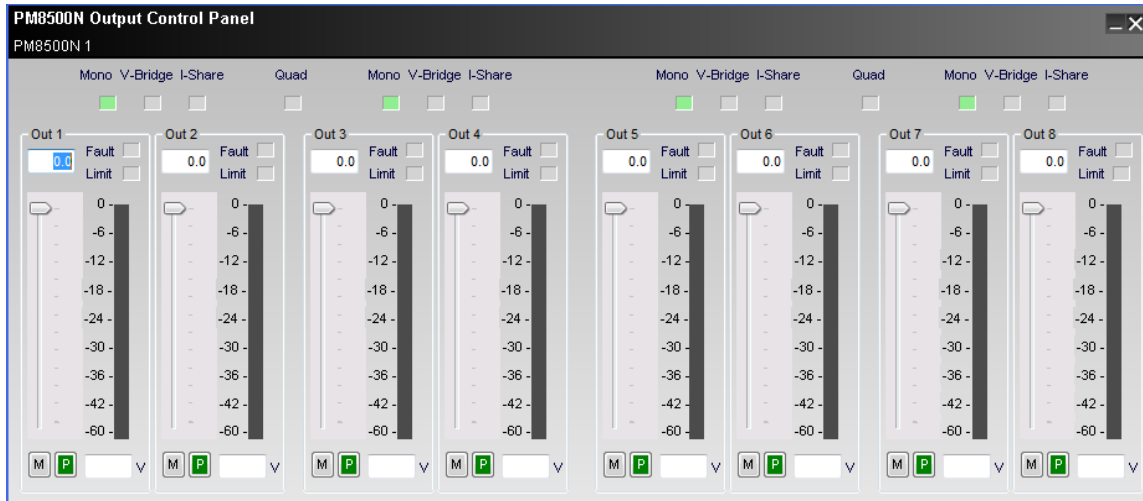 PM8500N Output Control Panel
PM8500N 1
Mono V-Bridge I-Share Quad Mono V-Bridge I-Share Mono V-Bridge I-Share Quad Mono V-Bridge I-Share
Out 1 Out 2 Out 3 Out 4 Out 5 Out 6 Out 7 Out 8
0.0 Fault 0.0 Fault 0.0 Fault 0.0 Fault 0.0 Fault 0.0 Fault 0.0 Fault 0.0 Fault
Limit Limit Limit Limit Limit Limit Limit Limit
0 - 0 - 0 - 0 - 0 - 0 - 0 - 0 -
-6 - -6 - -6 - -6 - -6 - -6 - -6 - -6 -
-12 - -12 - -12 - -12 - -12 - -12 - -12 - -12 -
-18 - -18 - -18 - -18 - -18 - -18 - -18 - -18 -
-24 - -24 - -24 - -24 - -24 - -24 - -24 - -24 -
-30 - -30 - -30 - -30 - -30 - -30 - -30 - -30 -
-36 - -36 - -36 - -36 - -36 - -36 - -36 - -36 -
-42 - -42 - -42 - -42 - -42 - -42 - -42 - -42 -
-60 - -60 - -60 - -60 - -60 - -60 - -60 - -60 -
M P V M P V M P V M P V M P V M P V M P V M P V